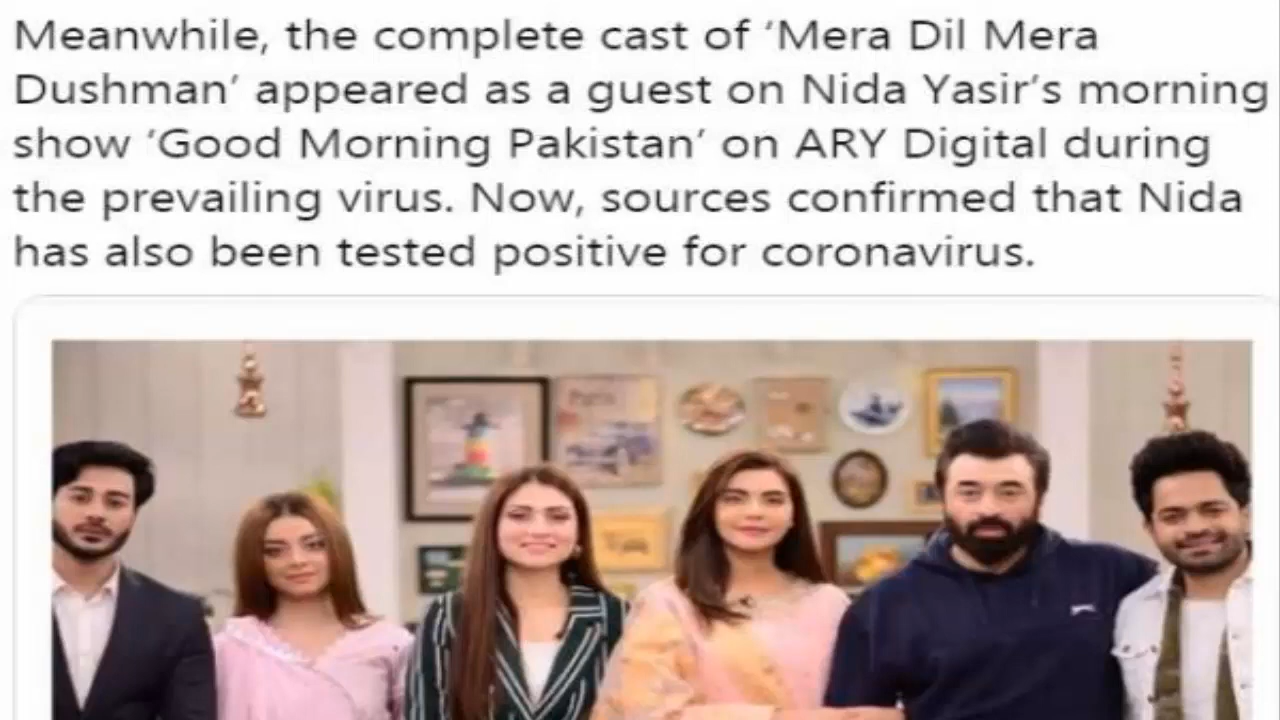 Meanwhile, the complete cast of ‘Mera Dil Mera
Dushman’ appeared as a guest on Nida Yasir’s morning
show ‘Good Morning Pakistan’ on ARY Digital during
the prevailing virus. Now, sources confirmed that Nida
has also been tested positive for coronavirus.